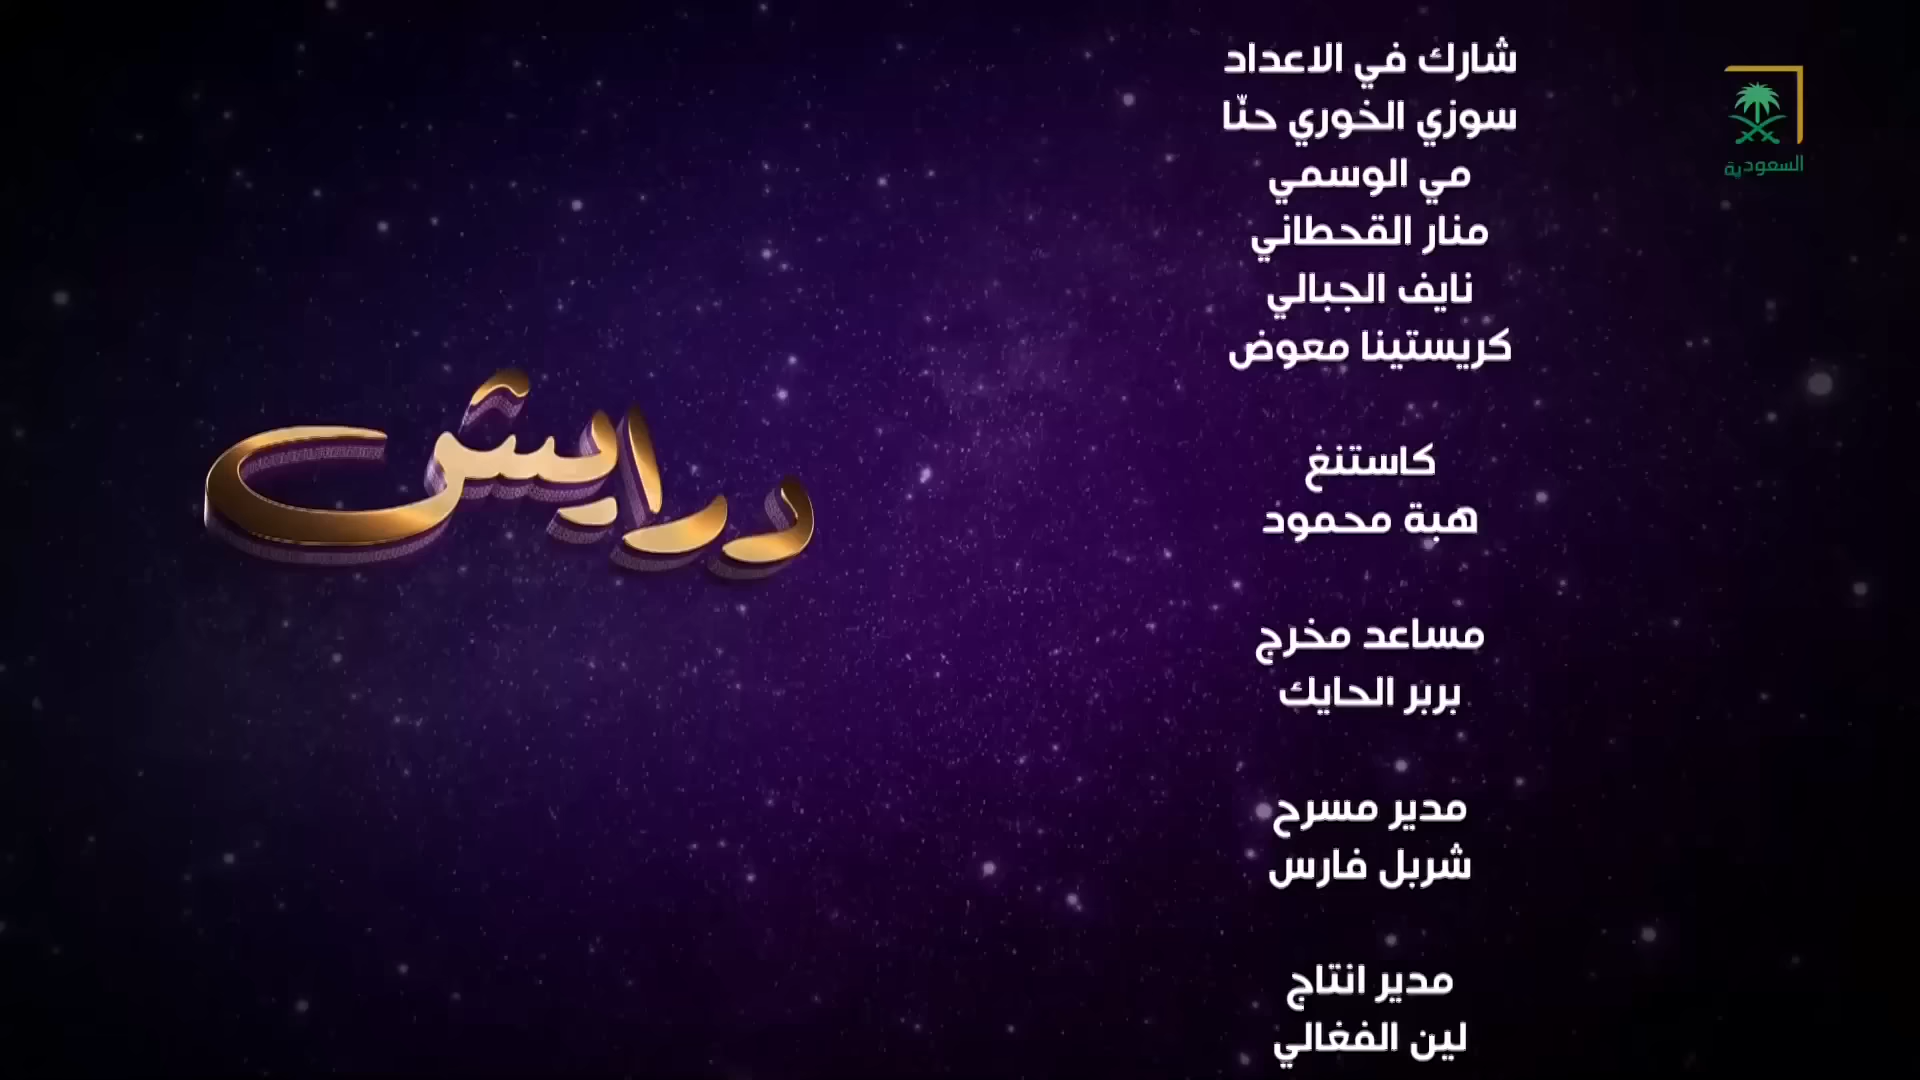 شارك في الاعداد
سوزي الخوري حنّا
مي الوسمي
منار القحطاني
نايف الجبالي
كريستينا معوض
كاستنغ
هبة محمود
مساعد مخرج
بربر الحايك
مدير مسرح
شربل فارس
مدير انتاج
لين الفغالي
درايش
السعودية